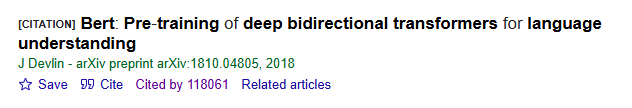 [CITATION] Bert: Pre-training of deep bidirectional transformers for language
understanding
J Devlin - arXiv preprint arXiv:1810.04805, 2018
Save Cite Cited by 118061 Related articles